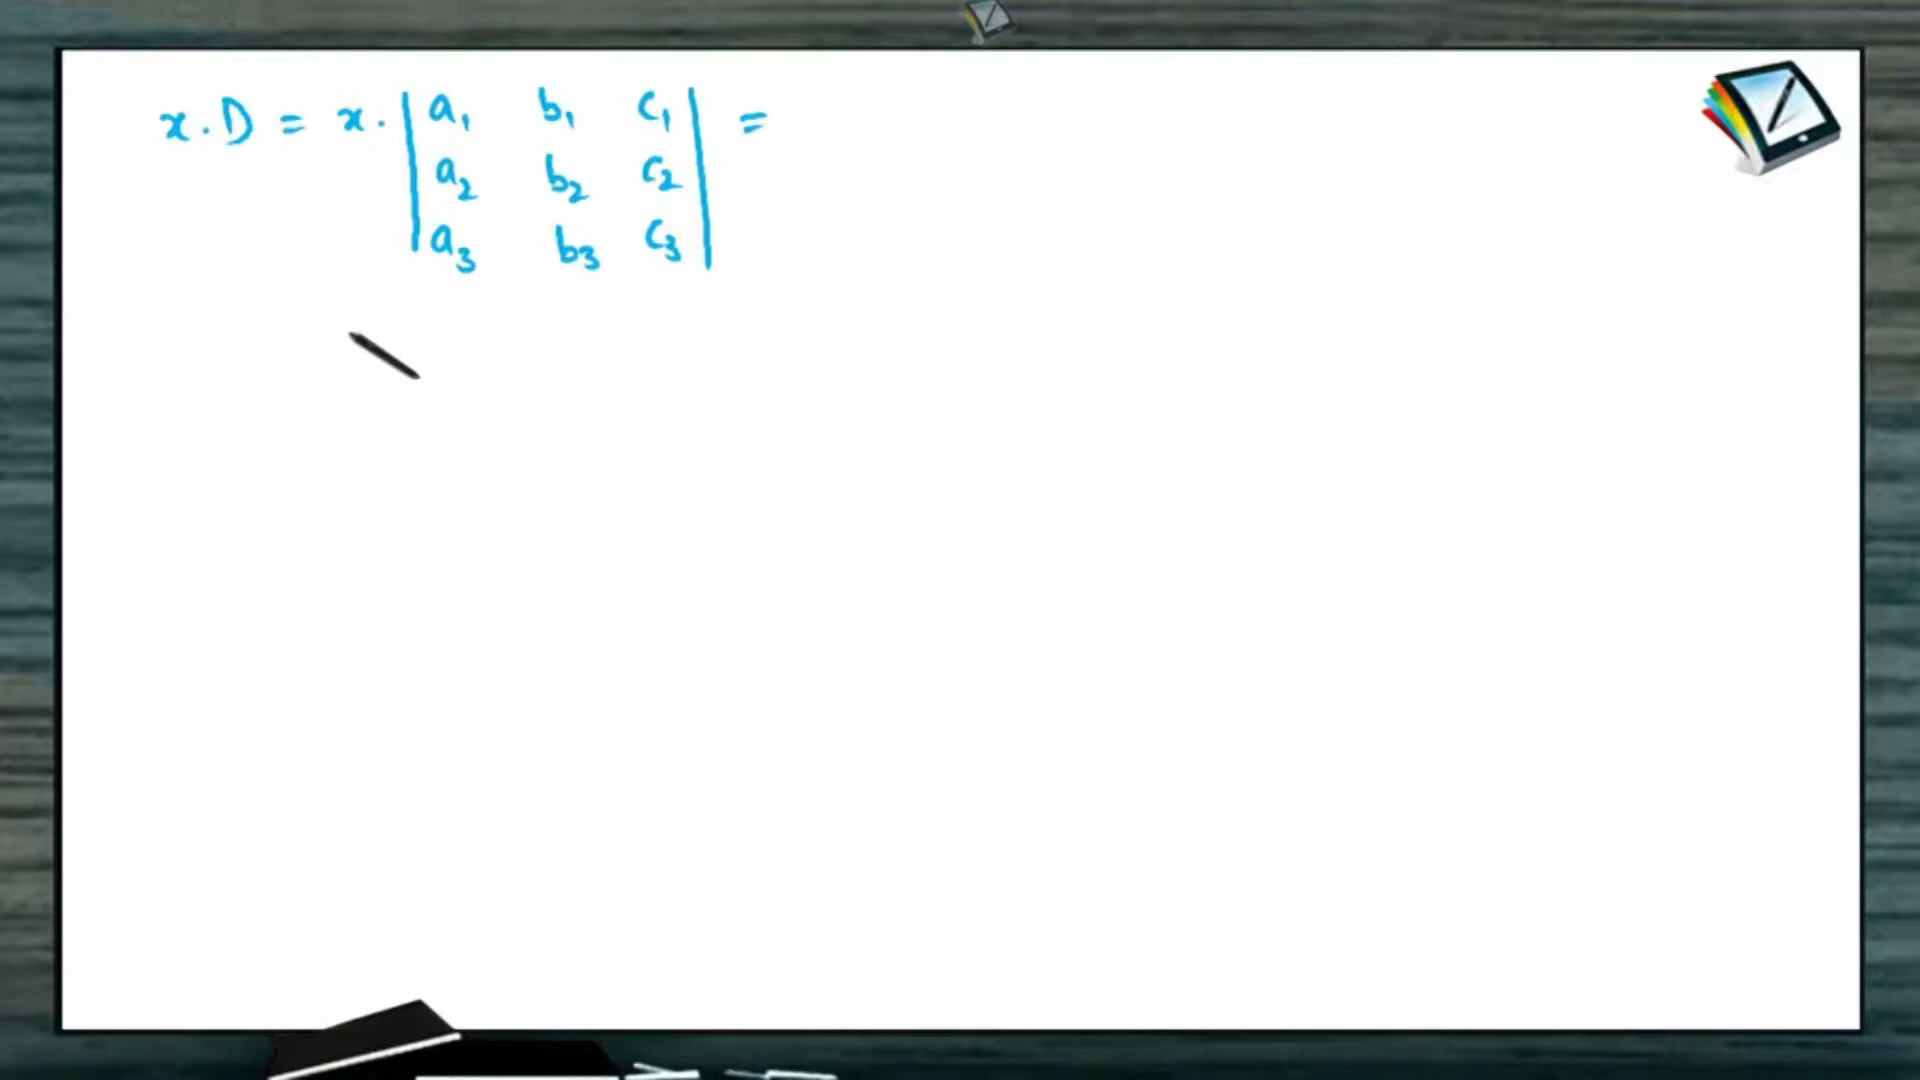 x . D = x . | a₁ b₁ c₁ | =
| a₂ b₂ c₂ |
| a₃ b₃ c₃ |